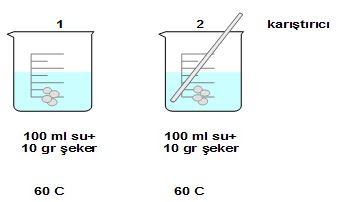 1 2 karıştırıcı
100 ml su+ 100 ml su+
10 gr şeker 10 gr şeker
60 C 60 C